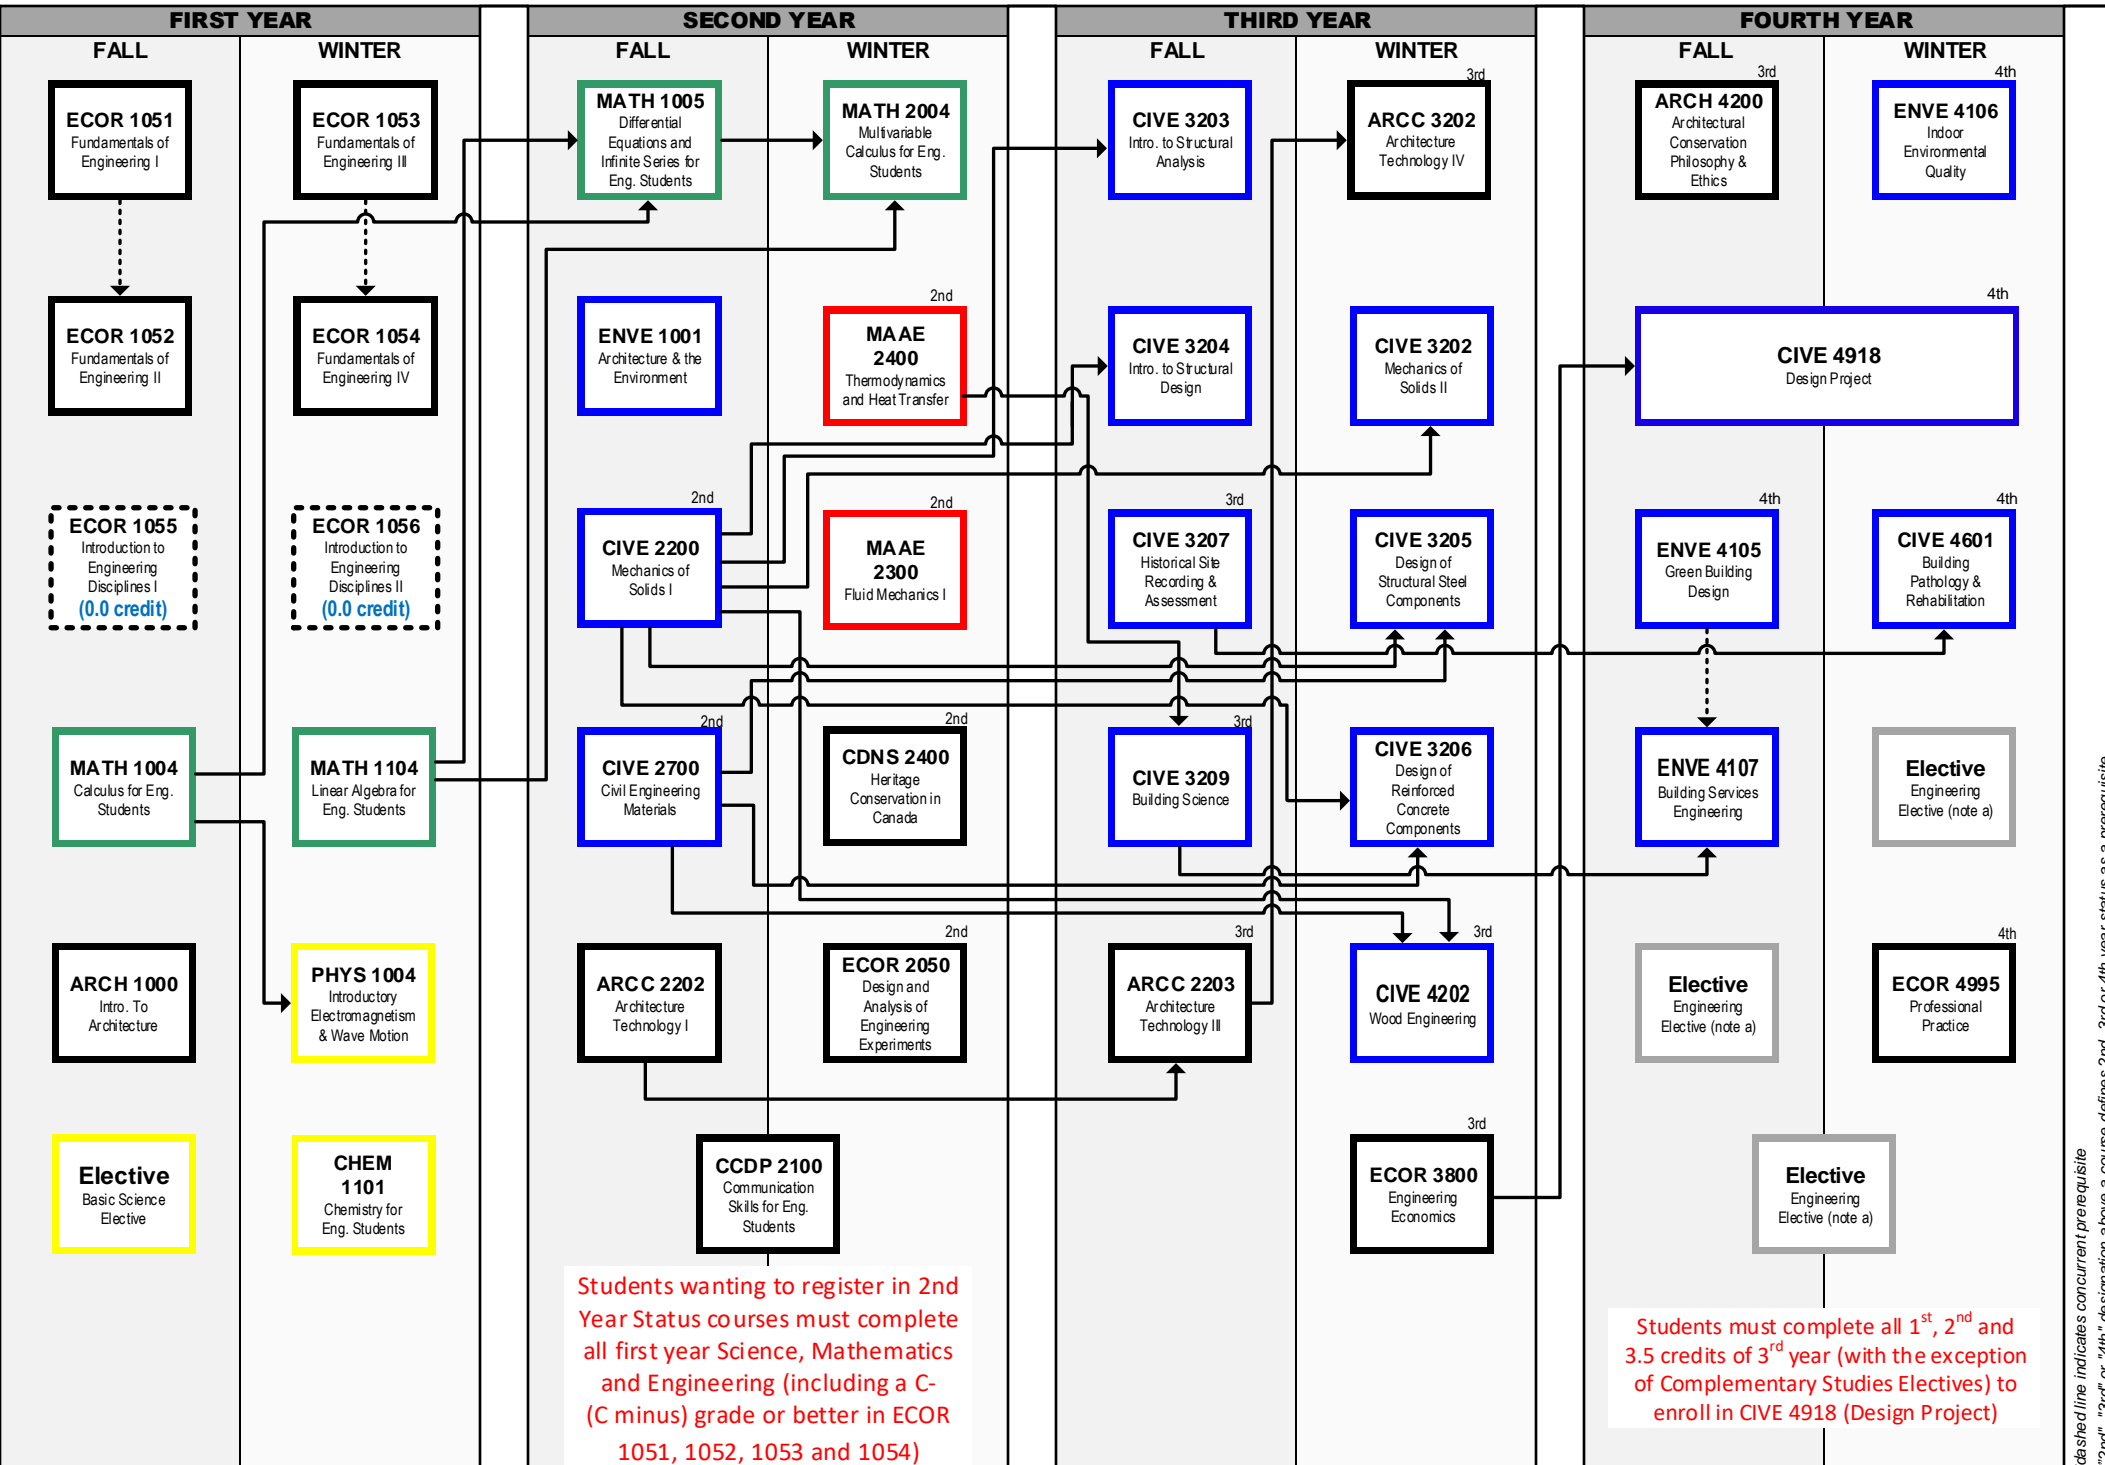 FIRST YEAR
FALL
WINTER
ECOR 1051
Fundamentals of
Engineering I
ECOR 1053
Fundamentals of
Engineering III
ECOR 1052
Fundamentals of
Engineering II
ECOR 1054
Fundamentals of
Engineering IV
ECOR 1055
Introduction to
Engineering
Disciplines I
(0.0 credit)
ECOR 1056
Introduction to
Engineering
Disciplines II
(0.0 credit)
MATH 1004
Calculus for Eng.
Students
MATH 1104
Linear Algebra for
Eng. Students
ARCH 1000
Intro. To
Architecture
PHYS 1004
Introductory
Electromagnetism
& Wave Motion
Elective
Basic Science
Elective
CHEM
1101
Chemistry for
Eng. Students
SECOND YEAR
FALL
WINTER
MATH 1005
Differential
Equations and
Infinite Series for
Eng. Students
MATH 2004
Multivariable
Calculus for Eng.
Students
ENVE 1001
Architecture & the
Environment
2nd
MAAE
2400
Thermodynamics
and Heat Transfer
2nd
CIVE 2200
Mechanics of
Solids I
2nd
MAAE
2300
Fluid Mechanics I
2nd
CIVE 2700
Civil Engineering
Materials
2nd
CDNS 2400
Heritage
Conservation in
Canada
ARCC 2202
Architecture
Technology I
2nd
ECOR 2050
Design and
Analysis of
Engineering
Experiments
CCDP 2100
Communication
Skills for Eng.
Students
Students wanting to register in 2nd
Year Status courses must complete
all first year Science, Mathematics
and Engineering (including a C-
(C minus) grade or better in ECOR
1051, 1052, 1053 and 1054)
THIRD YEAR
FALL
WINTER
CIVE 3203
Intro. to Structural
Analysis
3rd
ARCC 3202
Architecture
Technology IV
CIVE 3204
Intro. to Structural
Design
CIVE 3202
Mechanics of
Solids II
3rd
CIVE 3207
Historical Site
Recording &
Assessment
CIVE 3205
Design of
Structural Steel
Components
3rd
CIVE 3209
Building Science
CIVE 3206
Design of
Reinforced
Concrete
Components
3rd
ARCC 2203
Architecture
Technology III
3rd
CIVE 4202
Wood Engineering
3rd
ECOR 3800
Engineering
Economics
FOURTH YEAR
FALL
WINTER
3rd
ARCH 4200
Architectural
Conservation
Philosophy &
Ethics
4th
ENVE 4106
Indoor
Environmental
Quality
4th
CIVE 4918
Design Project
4th
ENVE 4105
Green Building
Design
4th
CIVE 4601
Building
Pathology &
Rehabilitation
ENVE 4107
Building Services
Engineering
Elective
Engineering
Elective (note a)
Elective
Engineering
Elective (note a)
4th
ECOR 4995
Professional
Practice
Elective
Engineering
Elective (note a)
Students must complete all 1st, 2nd and
3.5 credits of 3rd year (with the exception
of Complementary Studies Electives) to
enroll in CIVE 4918 (Design Project)
dashed line indicates concurrent prerequisite
"2nd", "3rd" or "4th" designation above a course defines 2nd, 3rd or 4th year status as a prerequisite